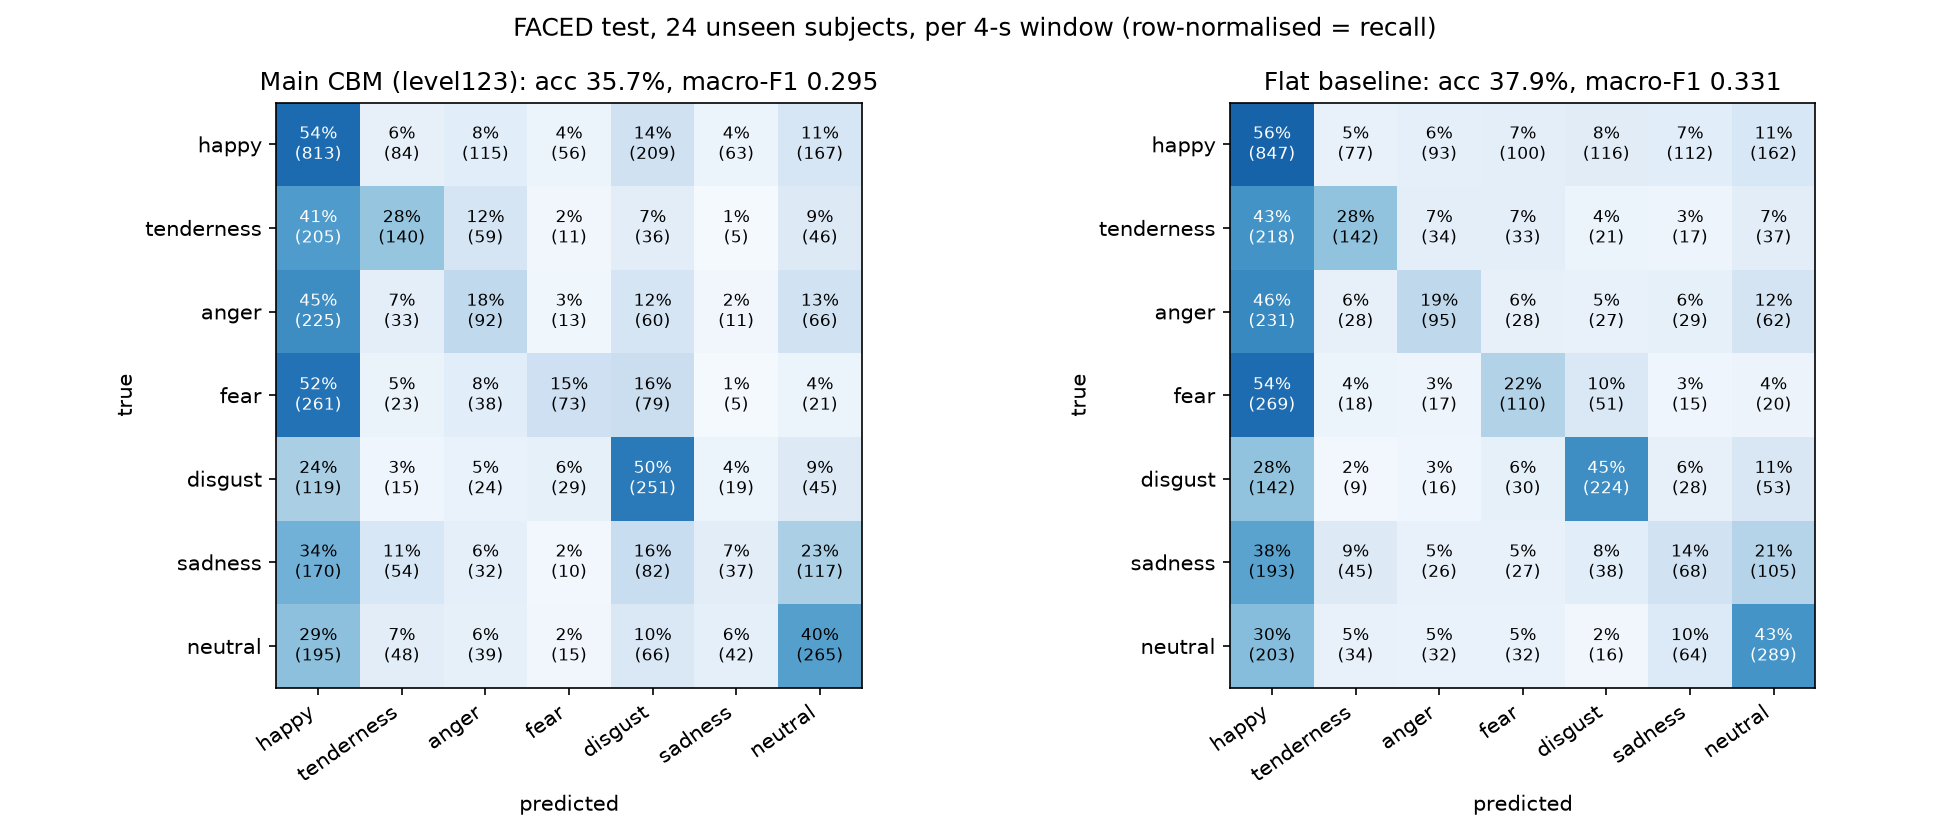 FACED test, 24 unseen subjects, per 4-s window (row-normalised = recall)
Main CBM (level123): acc 35.7%, macro-F1 0.295
true
happy
54% 6% 8% 4% 14% 4% 11%
(813) (84) (115) (56) (209) (63) (167)
tenderness
41% 28% 12% 2% 7% 1% 9%
(205) (140) (59) (11) (36) (5) (46)
anger
45% 7% 18% 3% 12% 2% 13%
(225) (33) (92) (13) (60) (11) (66)
fear
52% 5% 8% 15% 16% 1% 4%
(261) (23) (38) (73) (79) (5) (21)
disgust
24% 3% 5% 6% 50% 4% 9%
(119) (15) (24) (29) (251) (19) (45)
sadness
34% 11% 6% 2% 16% 7% 23%
(170) (54) (32) (10) (82) (37) (117)
neutral
29% 7% 6% 2% 10% 6% 40%
(195) (48) (39) (15) (66) (42) (265)
happy tenderness anger fear disgust sadness neutral
predicted
Flat baseline: acc 37.9%, macro-F1 0.331
true
happy
56% 5% 6% 7% 8% 7% 11%
(847) (77) (93) (100) (116) (112) (162)
tenderness
43% 28% 7% 7% 4% 3% 7%
(218) (142) (34) (33) (21) (17) (37)
anger
46% 6% 19% 6% 5% 6% 12%
(231) (28) (95) (28) (27) (29) (62)
fear
54% 4% 3% 22% 10% 3% 4%
(269) (18) (17) (110) (51) (15) (20)
disgust
28% 2% 3% 6% 45% 6% 11%
(142) (9) (16) (30) (224) (28) (53)
sadness
38% 9% 5% 5% 8% 14% 21%
(193) (45) (26) (27) (38) (68) (105)
neutral
30% 5% 5% 5% 2% 10% 43%
(203) (34) (32) (32) (16) (64) (289)
happy tenderness anger fear disgust sadness neutral
predicted